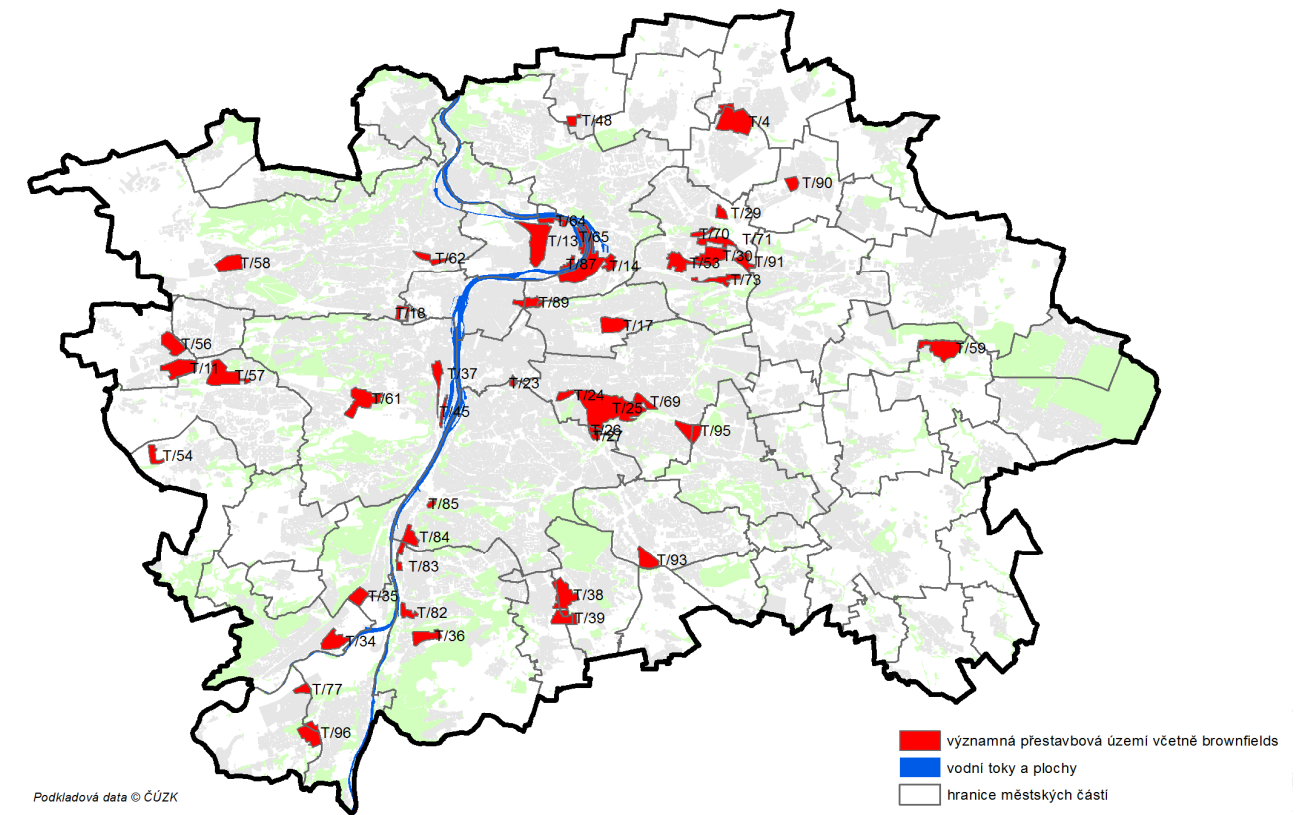 T/48
T/4
T/90
T/29
T/64
T/70
T/65
T/13
T/71
T/30
T/62
T/58
T/87
T/14
T/53
T/91
T/73
T/89
T/18
T/17
T/56
T/59
T/11
T/57
T/37
T/23
T/61
T/24
T/69
T/45
T/25
T/26
T/95
T/27
T/54
T/85
T/84
T/93
T/83
T/35
T/38
T/82
T/39
T/36
T/34
T/77
T/96
významná přestavbová území včetně brownfields
vodní toky a plochy
hranice městských částí
Podkladová data © ČÚZK